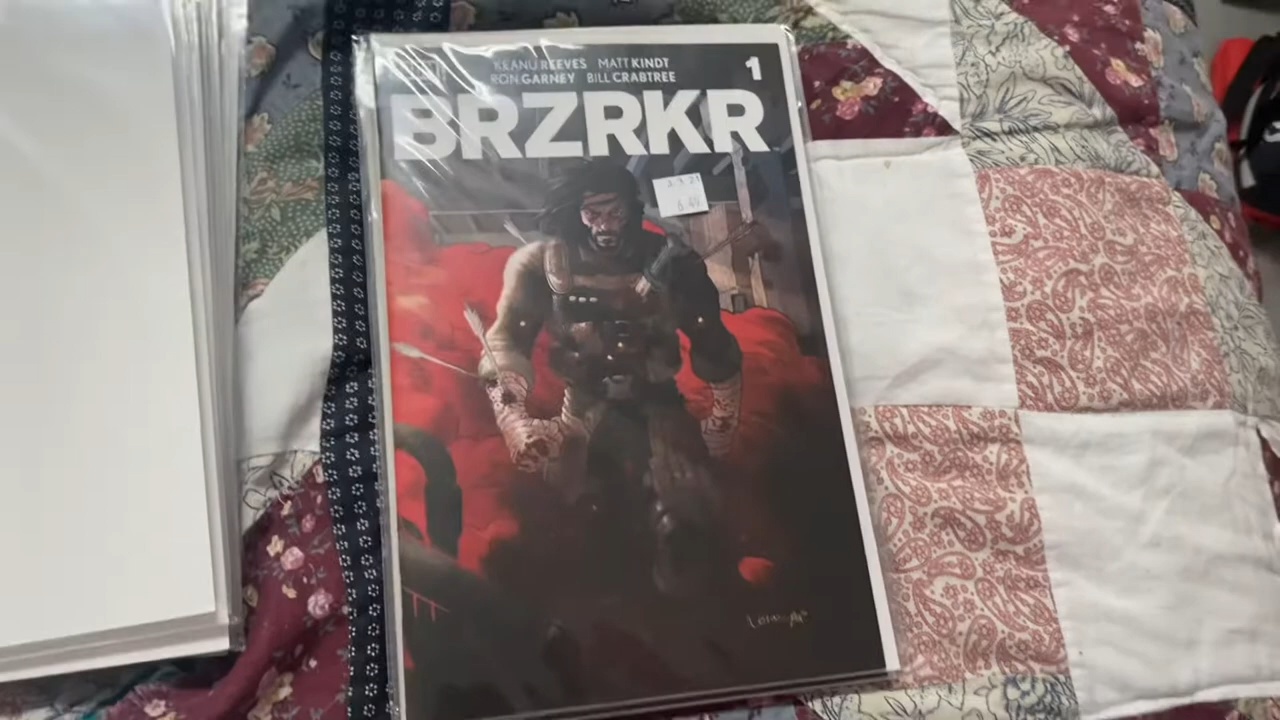 KEANU REEVES MATT KINDT
RON GARNEY BILL CRABTREE
1
BRZRKR